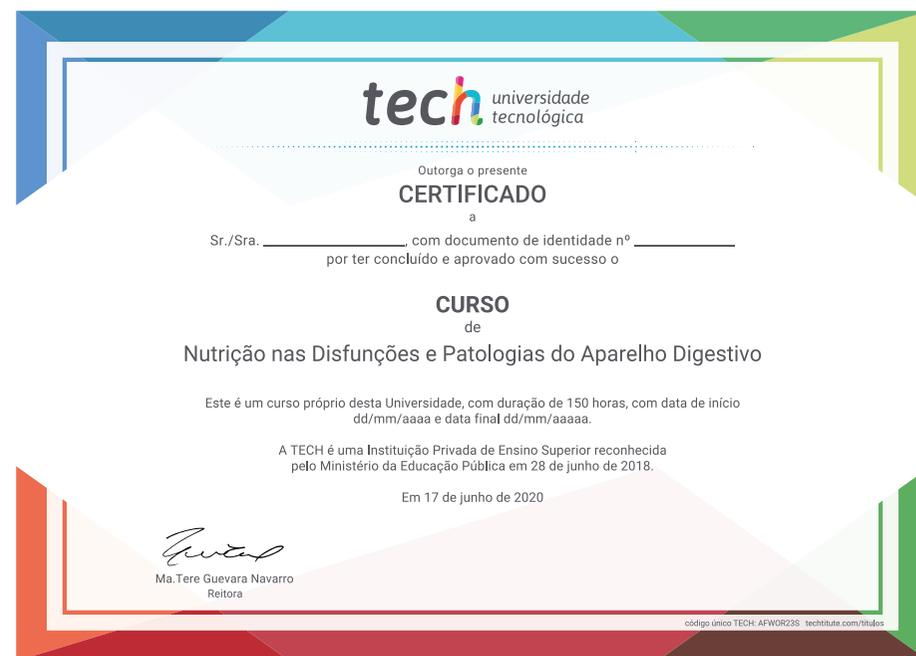 tech universidade
tecnológica
Outorga o presente
CERTIFICADO
a
Sr./Sra. , com documento de identidade nº
por ter concluído e aprovado com sucesso o
CURSO
de
Nutrição nas Disfunções e Patologias do Aparelho Digestivo
Este é um curso próprio desta Universidade, com duração de 150 horas, com data de início
dd/mm/aaaa e data final dd/mm/aaaaa.
A TECH é uma Instituição Privada de Ensino Superior reconhecida
pelo Ministério da Educação Pública em 28 de junho de 2018.
Em 17 de junho de 2020
Ma.Tere Guevara Navarro
Reitora
código único TECH: AFWOR23S techtitute.com/titulos